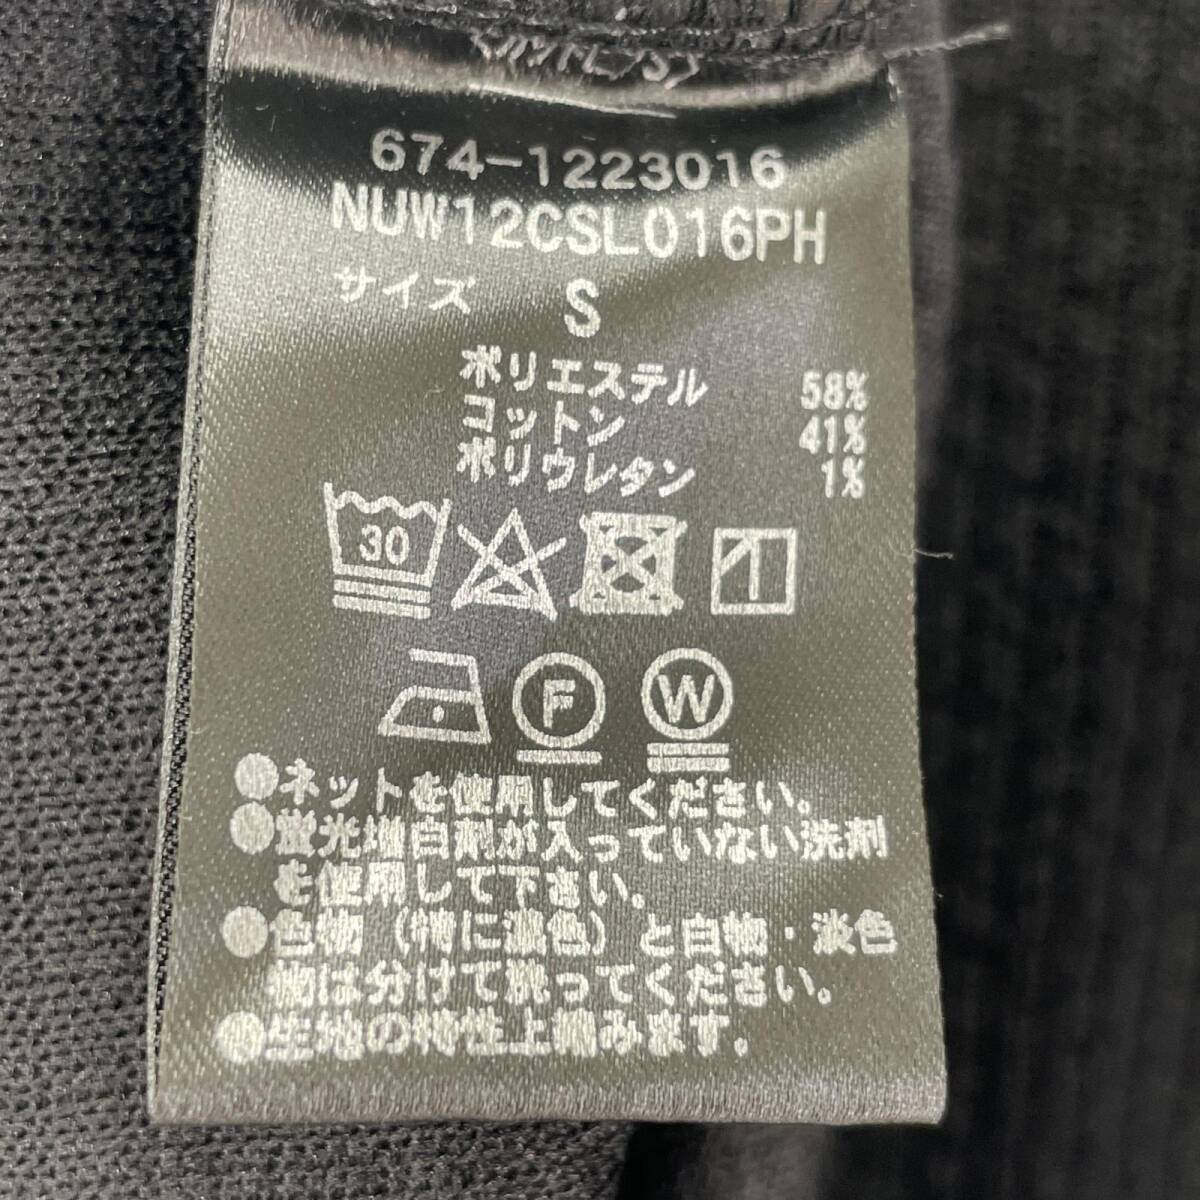 674-1223016
NUW12CSL016PH
サイズ S
ポリエステル 58%
コットン 41%
ポリウレタン 1%
30
F W
●ネットを使用してください。
●蛍光増白剤が入っていない洗剤
を使用して下さい。
●色物(特に濃色)と白物・淡色
物は分けて洗ってください。
●生地の特性上縮みます。